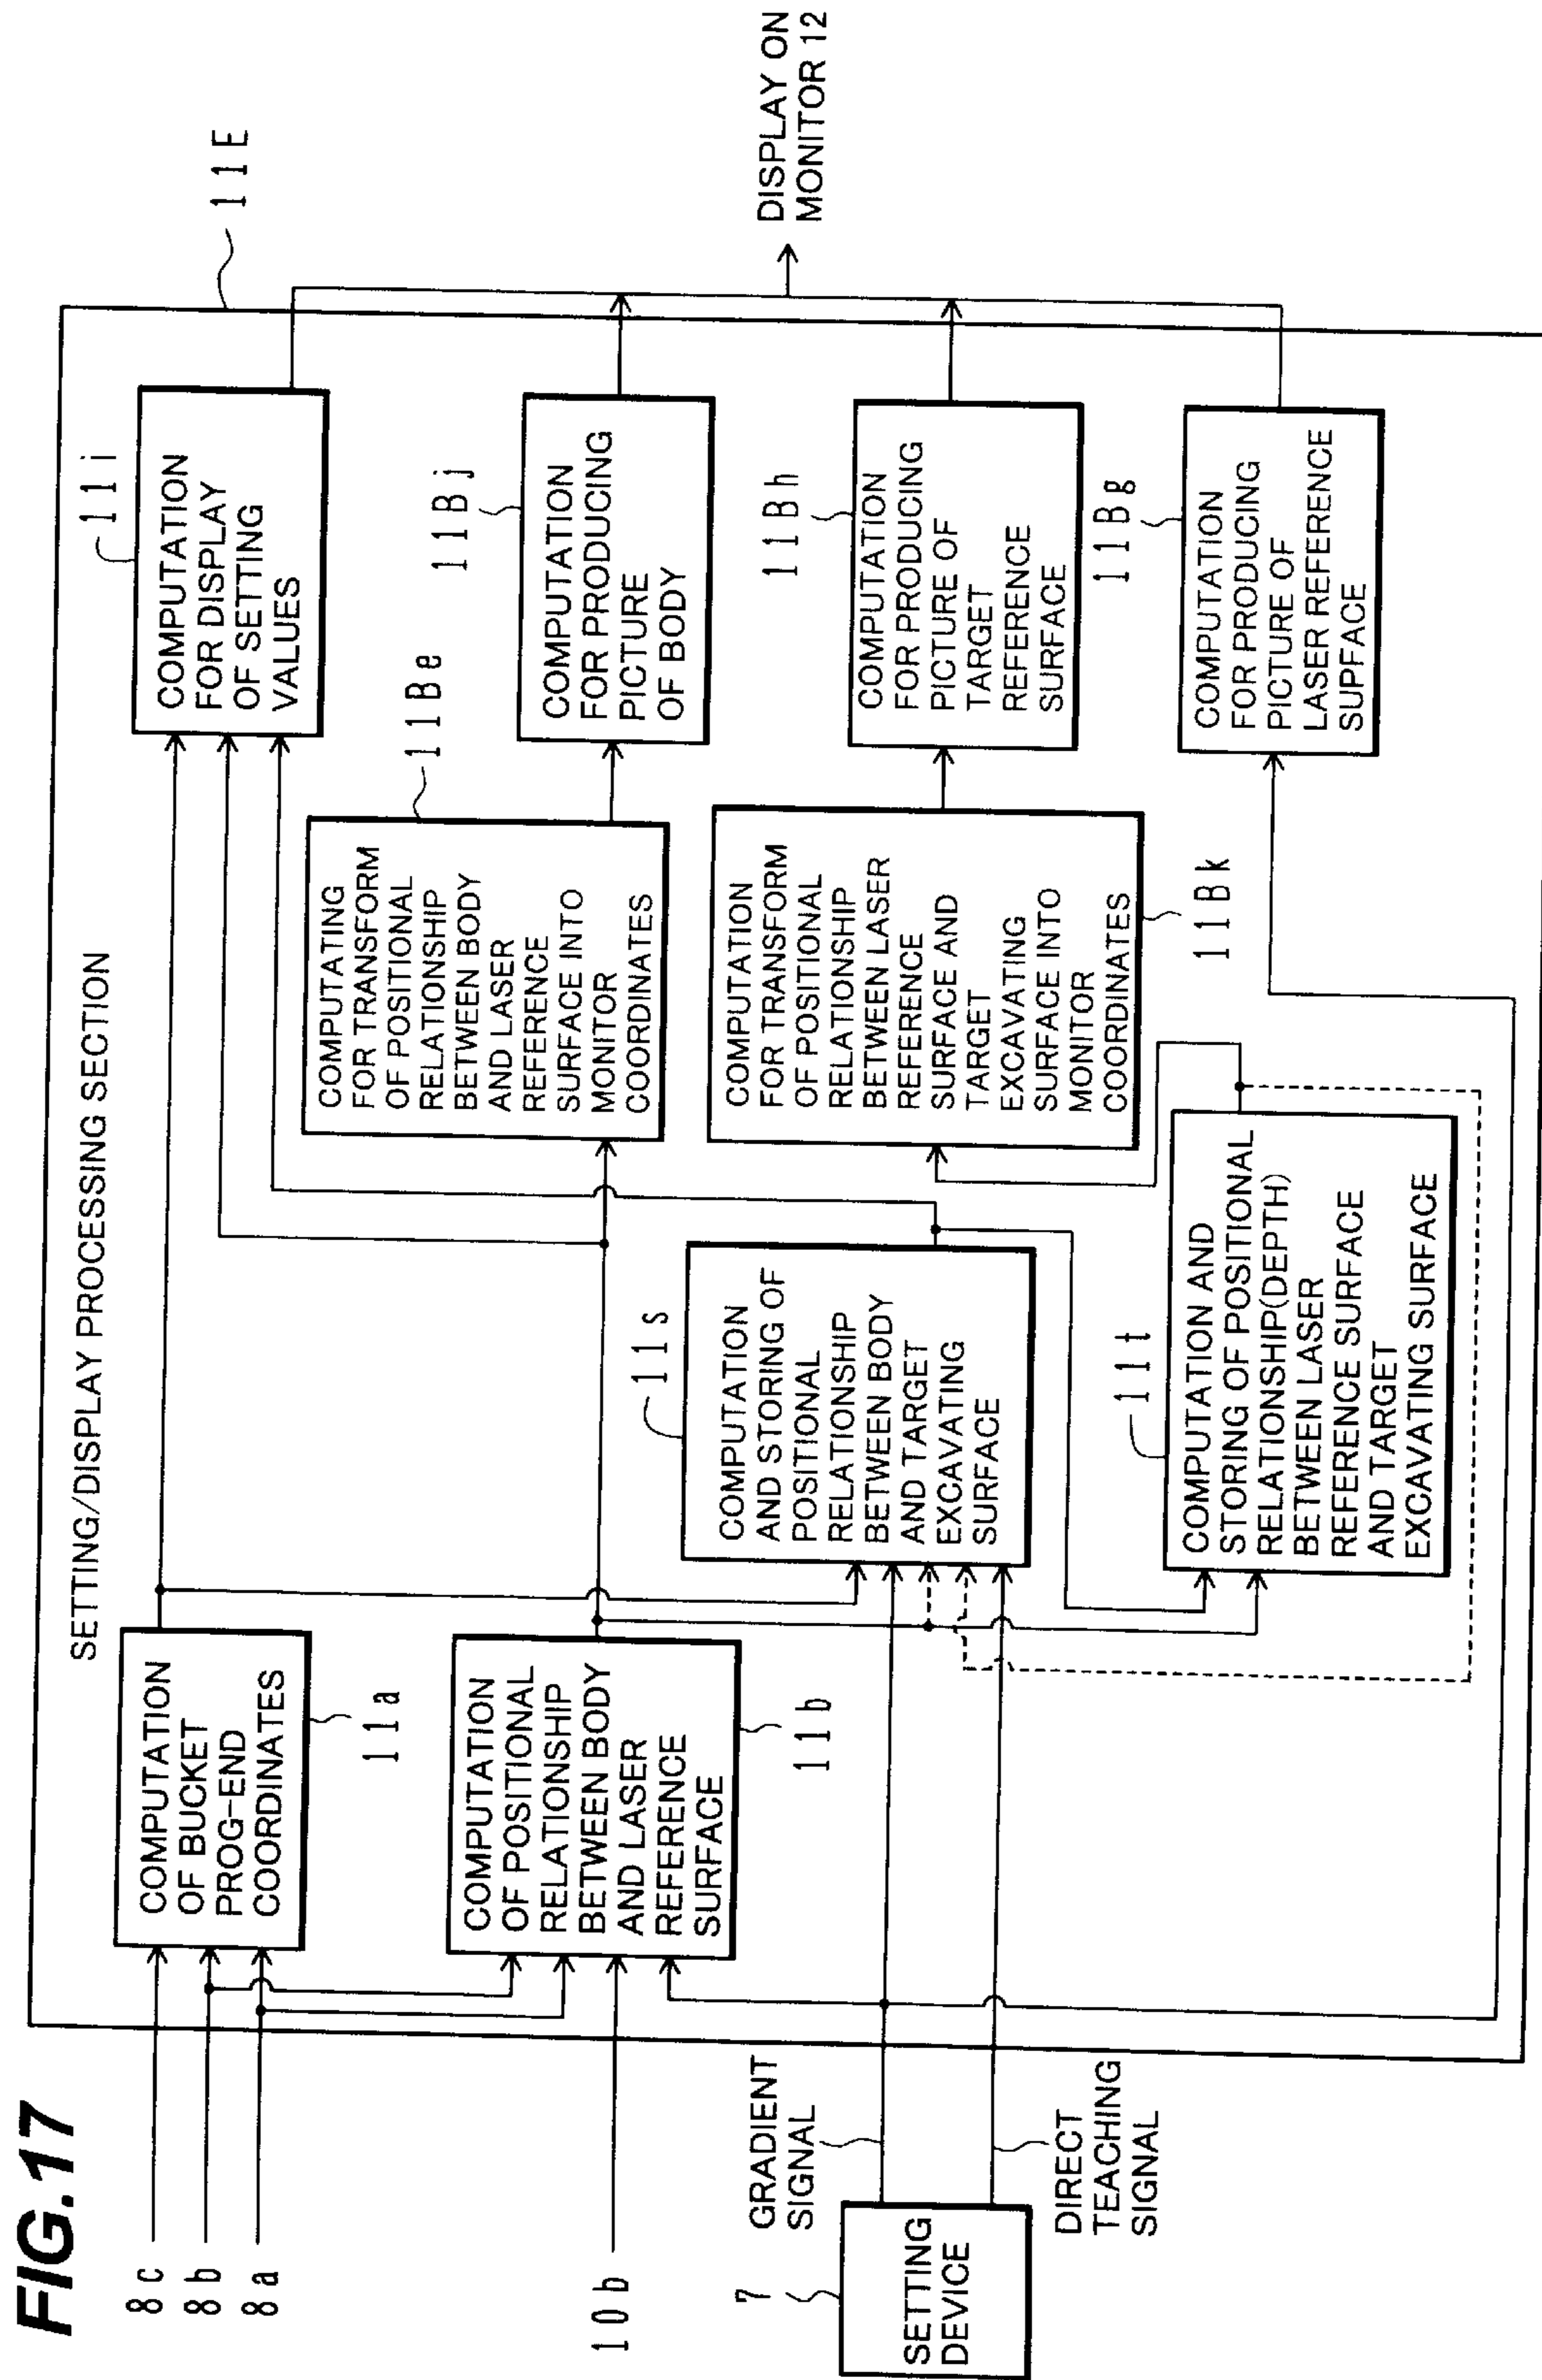 FIG.17
SETTING/DISPLAY PROCESSING SECTION
11E
8c
8b
8a
10b
7
SETTING
DEVICE
GRADIENT
SIGNAL
DIRECT
TEACHING
SIGNAL
COMPUTATION
OF BUCKET
PROG-END
COORDINATES
11a
COMPUTATION
OF POSITIONAL
RELATIONSHIP
BETWEEN BODY
AND LASER
REFERENCE
SURFACE
11b
COMPUTATION
AND STORING OF
POSITIONAL
RELATIONSHIP
BETWEEN BODY
AND TARGET
EXCAVATING
SURFACE
11s
COMPUTATION AND
STORING OF POSITIONAL
RELATIONSHIP(DEPTH)
BETWEEN LASER
REFERENCE SURFACE
AND TARGET
EXCAVATING SURFACE
11t
COMPUTATING
FOR TRANSFORM
OF POSITIONAL
RELATIONSHIP
BETWEEN BODY
AND LASER
REFERENCE
SURFACE INTO
MONITOR
COORDINATES
11Be
COMPUTATION
FOR TRANSFORM
OF POSITIONAL
RELATIONSHIP
BETWEEN LASER
REFERENCE
SURFACE AND
TARGET
EXCAVATING
SURFACE INTO
MONITOR
COORDINATES
11Bk
COMPUTATION
FOR DISPLAY
OF SETTING
VALUES
11i
COMPUTATION
FOR PRODUCING
PICTURE
OF BODY
11Bj
COMPUTATION
FOR PRODUCING
PICTURE OF
TARGET
REFERENCE
SURFACE
11Bh
COMPUTATION
FOR PRODUCING
PICTURE OF
LASER REFERENCE
SUPFACE
11Bg
DISPLAY ON
MONITOR 12